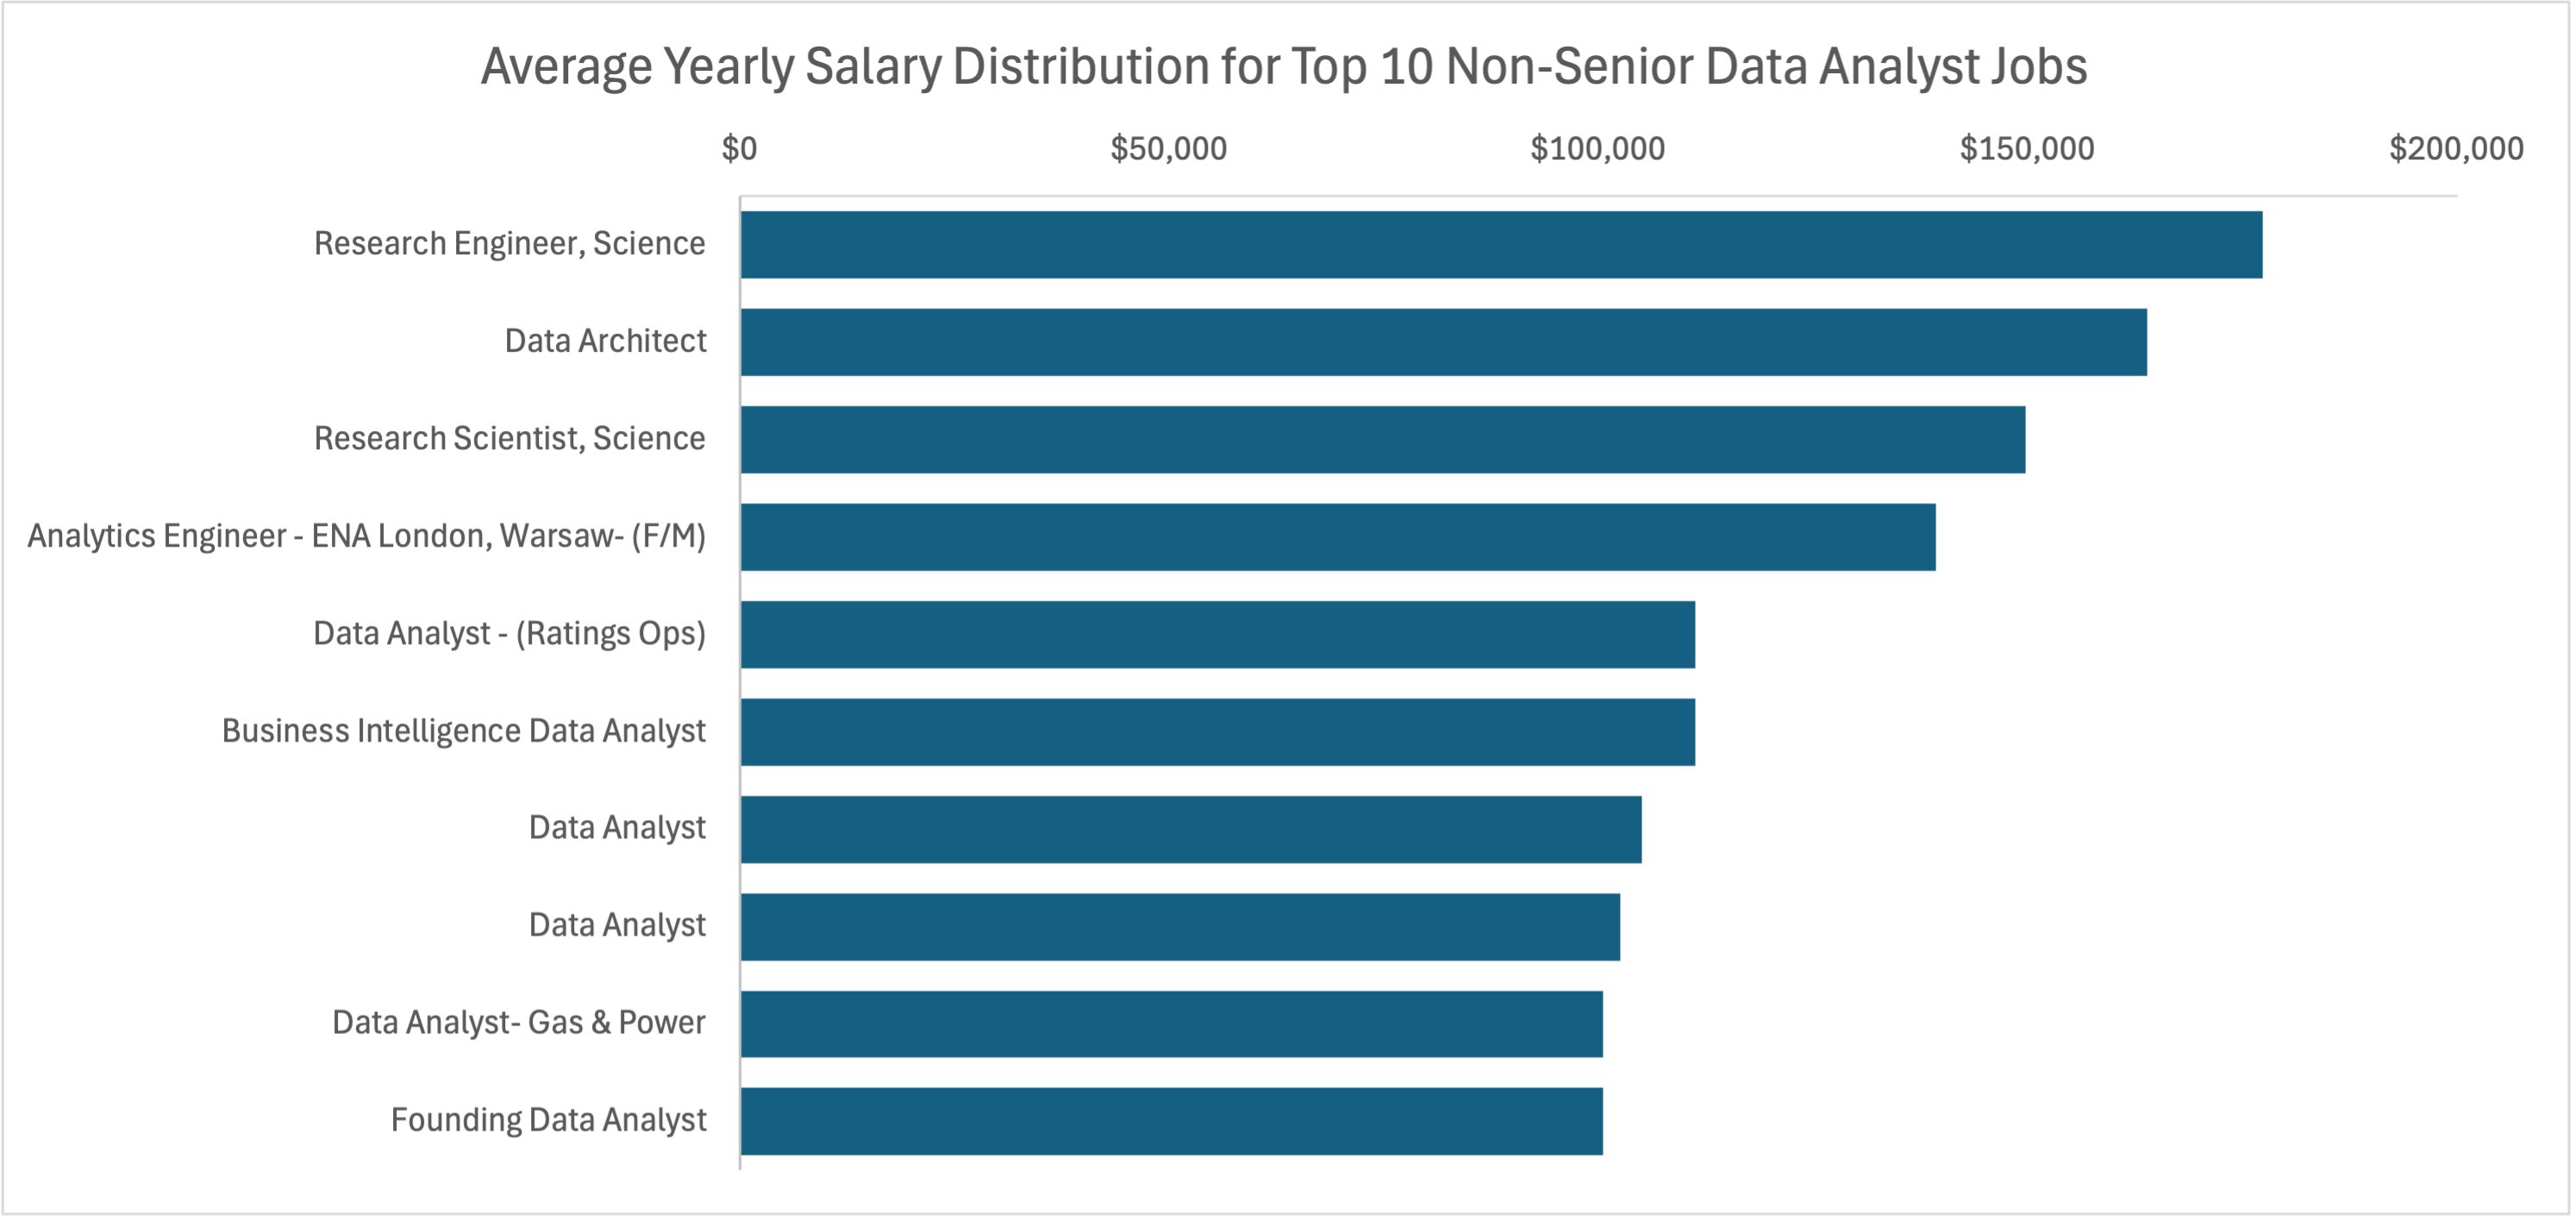 Average Yearly Salary Distribution for Top 10 Non-Senior Data Analyst Jobs
$0 $50,000 $100,000 $150,000 $200,000
Research Engineer, Science
Data Architect
Research Scientist, Science
Analytics Engineer - ENA London, Warsaw- (F/M)
Data Analyst - (Ratings Ops)
Business Intelligence Data Analyst
Data Analyst
Data Analyst
Data Analyst- Gas & Power
Founding Data Analyst